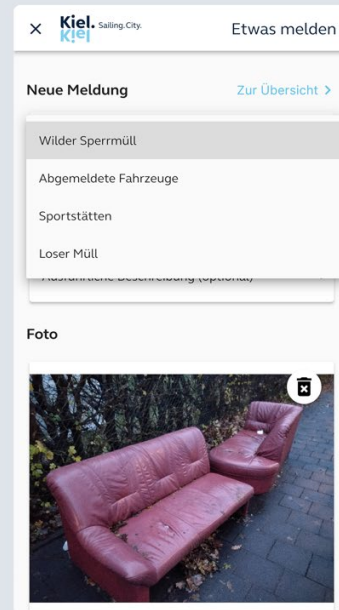 Kiel. Sailing.City.
Kiel
Etwas melden
Neue Meldung
Zur Übersicht
Wilder Sperrmüll
Abgemeldete Fahrzeuge
Sportstätten
Loser Müll
Ausführliche Beschreibung (optional)
Foto